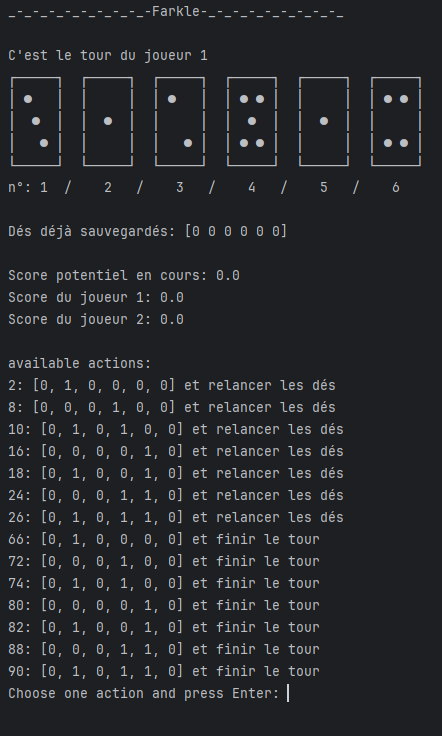 _-_-_-_-_-_-_-_-_-Farkle-_-_-_-_-_-_-_-_-_
C'est le tour du joueur 1
n°: 1 / 2 / 3 / 4 / 5 / 6
Dés déjà sauvegardés: [0 0 0 0 0 0]
Score potentiel en cours: 0.0
Score du joueur 1: 0.0
Score du joueur 2: 0.0
available actions:
2: [0, 1, 0, 0, 0, 0] et relancer les dés
8: [0, 0, 0, 1, 0, 0] et relancer les dés
10: [0, 1, 0, 1, 0, 0] et relancer les dés
16: [0, 0, 0, 0, 1, 0] et relancer les dés
18: [0, 1, 0, 0, 1, 0] et relancer les dés
24: [0, 0, 0, 1, 1, 0] et relancer les dés
26: [0, 1, 0, 1, 1, 0] et relancer les dés
66: [0, 1, 0, 0, 0, 0] et finir le tour
72: [0, 0, 0, 1, 0, 0] et finir le tour
74: [0, 1, 0, 1, 0, 0] et finir le tour
80: [0, 0, 0, 0, 1, 0] et finir le tour
82: [0, 1, 0, 0, 1, 0] et finir le tour
88: [0, 0, 0, 1, 1, 0] et finir le tour
90: [0, 1, 0, 1, 1, 0] et finir le tour
Choose one action and press Enter: